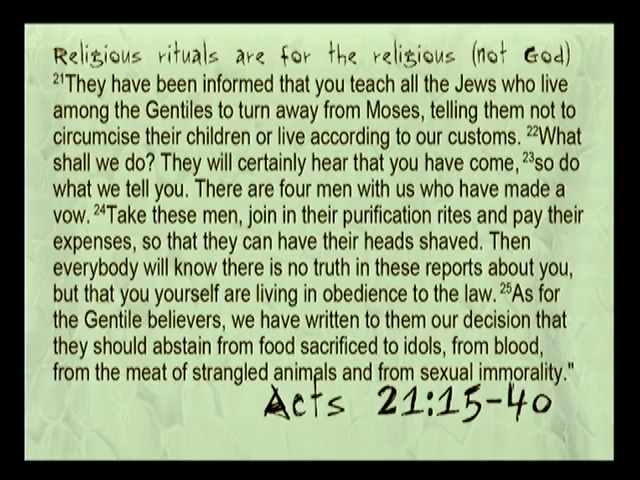 Religious rituals are for the religious (not God)
²¹They have been informed that you teach all the Jews who live
among the Gentiles to turn away from Moses, telling them not to
circumcise their children or live according to our customs. ²²What
shall we do? They will certainly hear that you have come, ²³so do
what we tell you. There are four men with us who have made a
vow. ²⁴Take these men, join in their purification rites and pay their
expenses, so that they can have their heads shaved. Then
everybody will know there is no truth in these reports about you,
but that you yourself are living in obedience to the law. ²⁵As for
the Gentile believers, we have written to them our decision that
they should abstain from food sacrificed to idols, from blood,
from the meat of strangled animals and from sexual immorality."
Acts 21:15-40